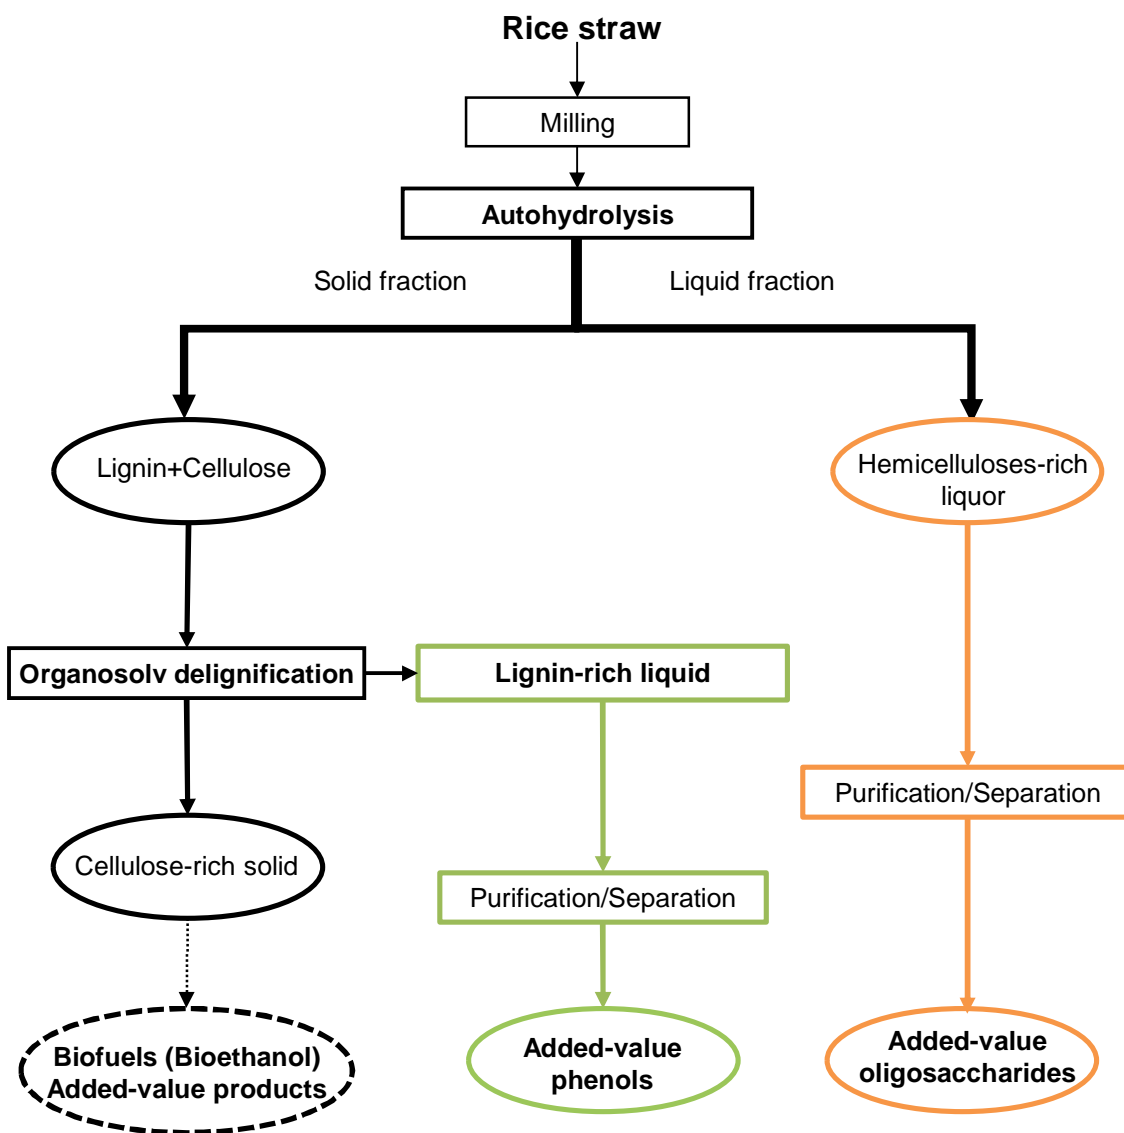 Rice straw
Milling
Autohydrolysis
Solid fraction
Liquid fraction
Lignin+Cellulose
Hemicelluloses-rich
liquor
Organosolv delignification
Lignin-rich liquid
Purification/Separation
Cellulose-rich solid
Purification/Separation
Biofuels (Bioethanol)
Added-value products
Added-value
phenols
Added-value
oligosaccharides